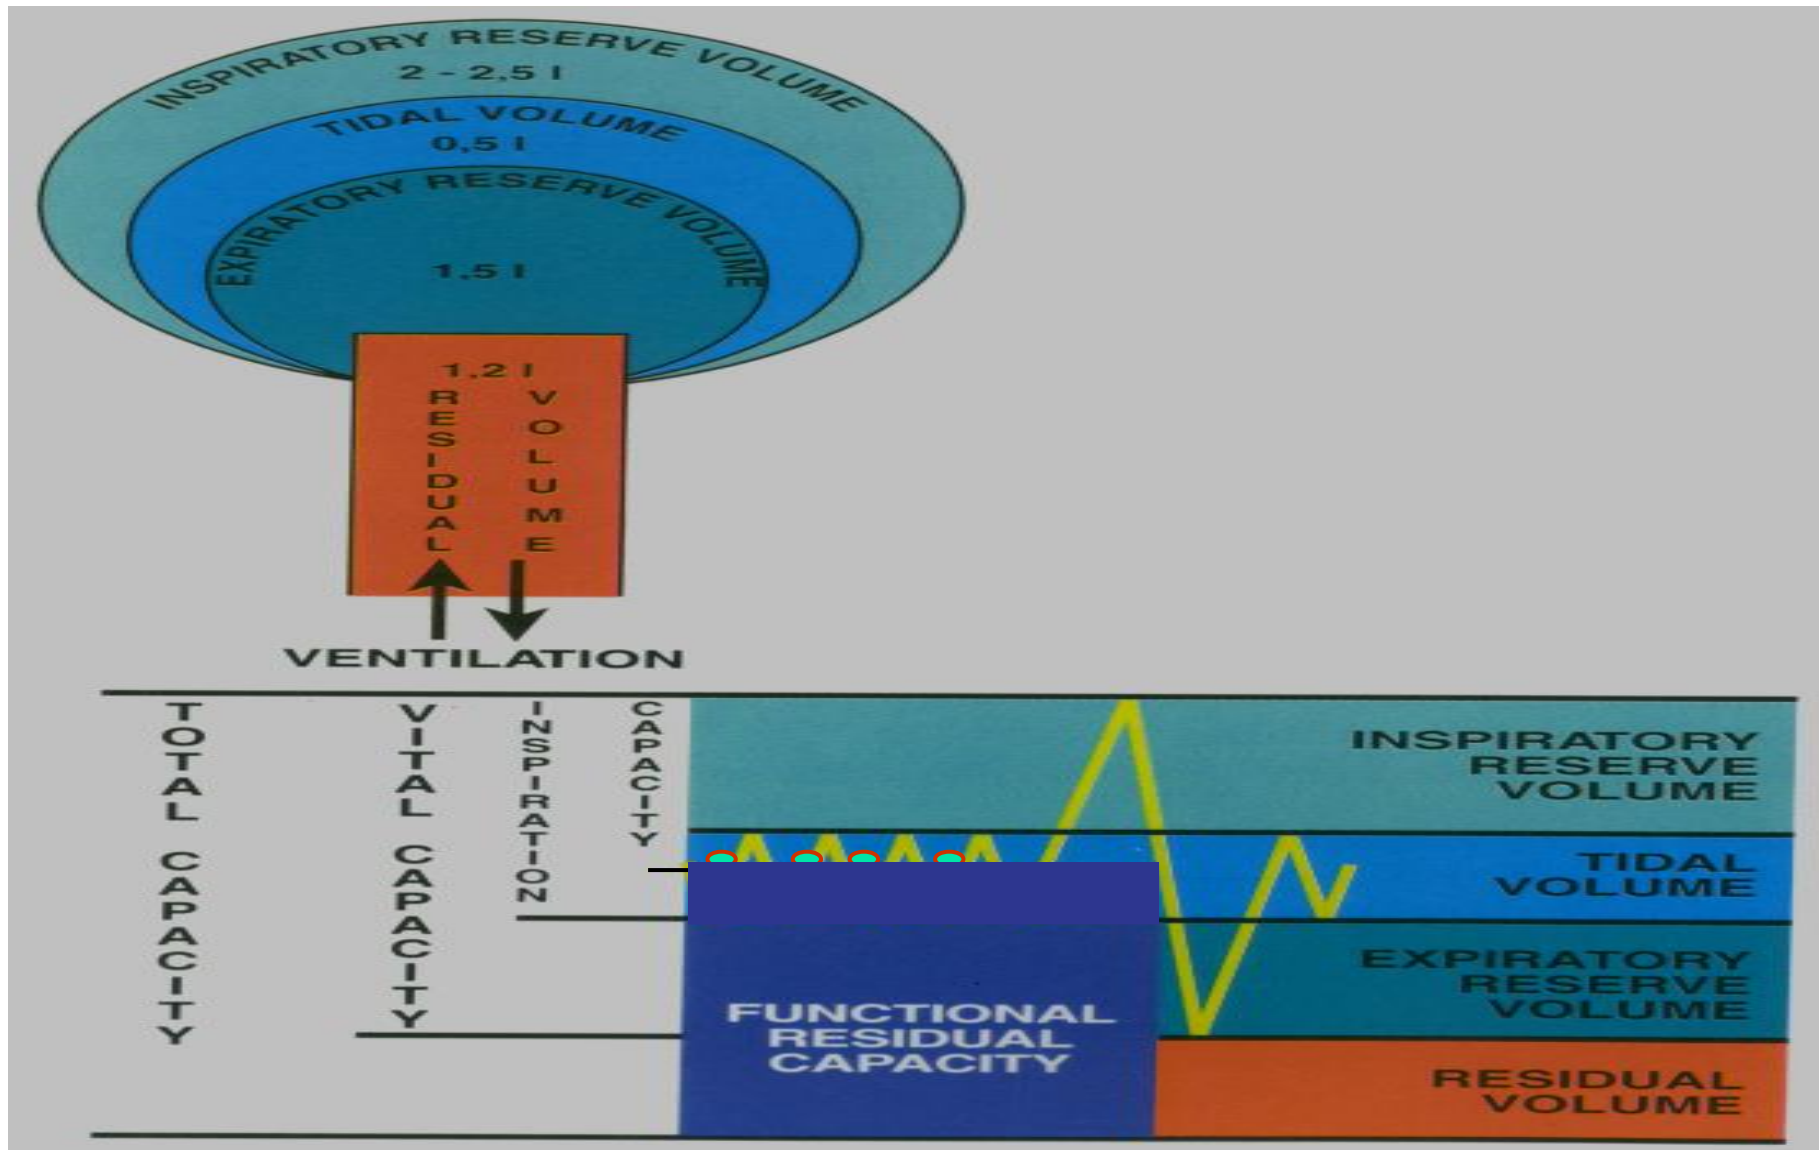 INSPIRATORY RESERVE VOLUME
2 - 2,5 l
TIDAL VOLUME
0,5 l
EXPIRATORY RESERVE VOLUME
1,5 l
1,2 l
RESIDUAL
VOLUME
VENTILATION
TOTAL CAPACITY
VITAL CAPACITY
INSPIRATION
CAPACITY
INSPIRATORY
RESERVE
VOLUME
TIDAL
VOLUME
EXPIRATORY
RESERVE
VOLUME
FUNCTIONAL
RESIDUAL
CAPACITY
RESIDUAL
VOLUME